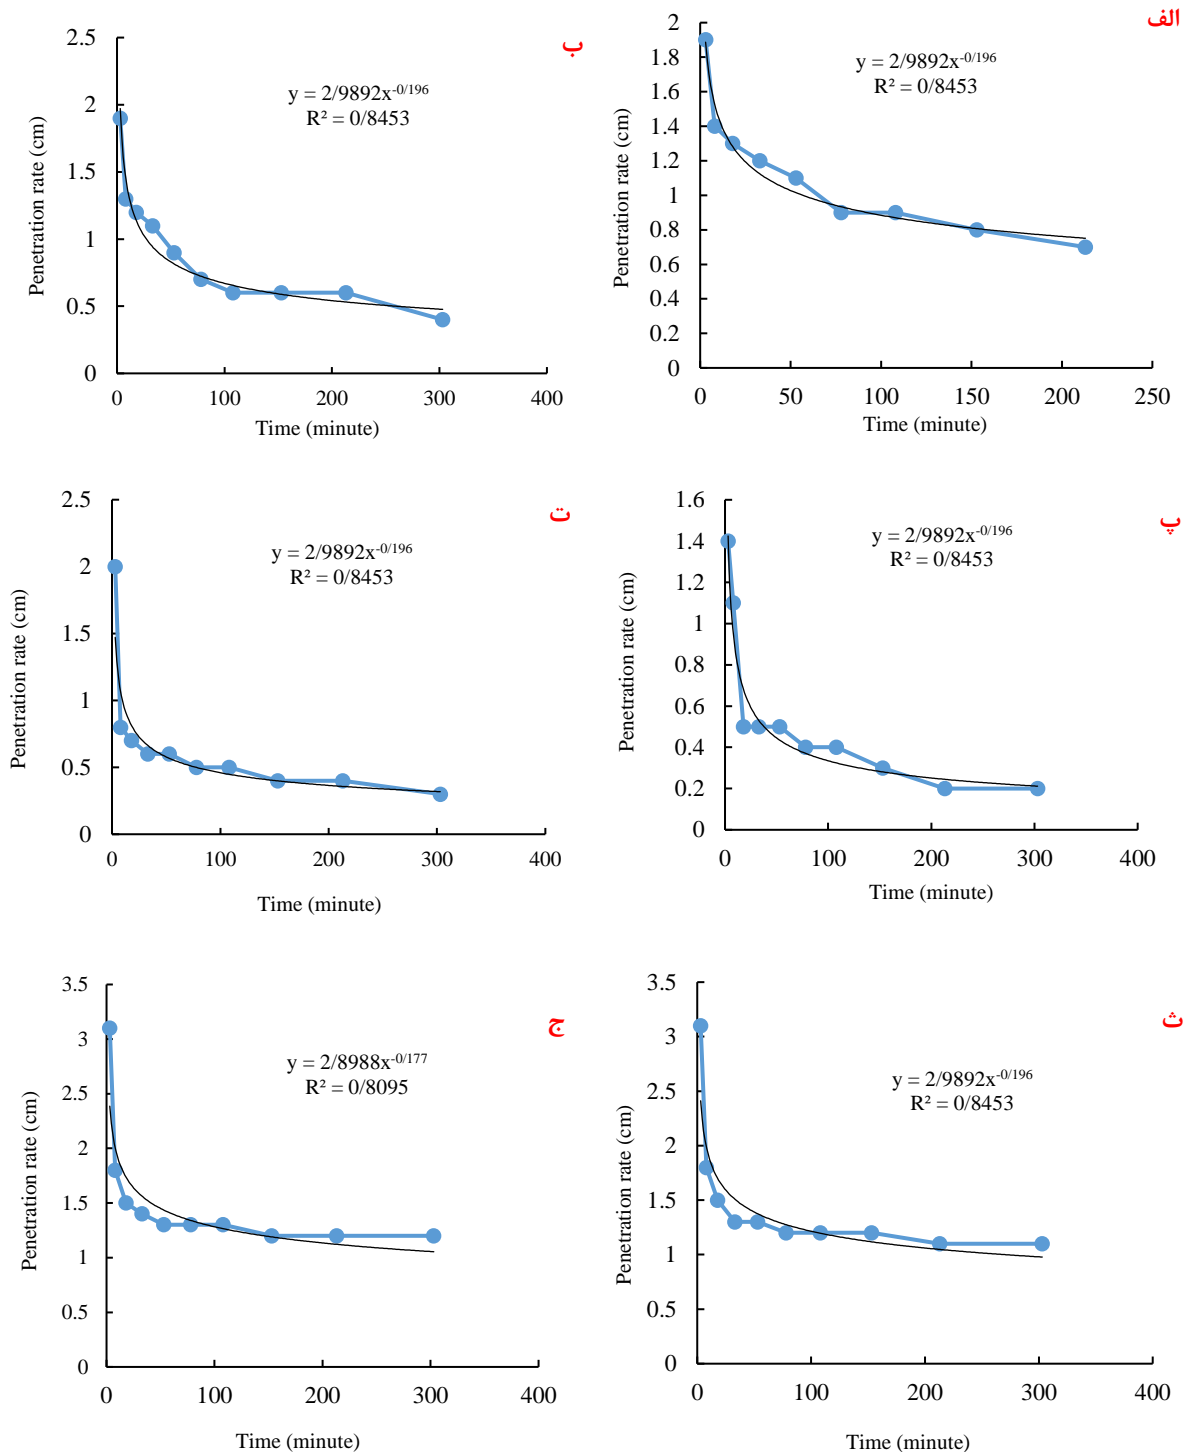 الف
2
1.8
1.6
1.4
1.2
1
0.8
0.6
0.4
0.2
0
Penetration rate (cm)
y = 2/9892x-0/196
R² = 0/8453
0 50 100 150 200 250
Time (minute)
ب
2.5
2
1.5
1
0.5
0
Penetration rate (cm)
y = 2/9892x-0/196
R² = 0/8453
0 100 200 300 400
Time (minute)
پ
1.6
1.4
1.2
1
0.8
0.6
0.4
0.2
0
Penetration rate (cm)
y = 2/9892x-0/196
R² = 0/8453
0 100 200 300 400
Time (minute)
ت
2.5
2
1.5
1
0.5
0
Penetration rate (cm)
y = 2/9892x-0/196
R² = 0/8453
0 100 200 300 400
Time (minute)
ث
3.5
3
2.5
2
1.5
1
0.5
0
Penetration rate (cm)
y = 2/9892x-0/196
R² = 0/8453
0 100 200 300 400
Time (minute)
ج
3.5
3
2.5
2
1.5
1
0.5
0
Penetration rate (cm)
y = 2/8988x-0/177
R² = 0/8095
0 100 200 300 400
Time (minute)